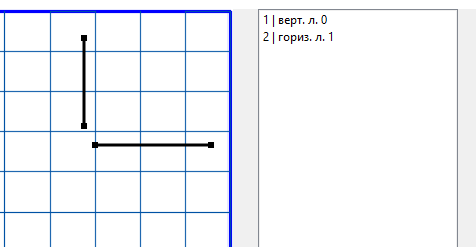 1 | верт. л. 0
2 | гориз. л. 1